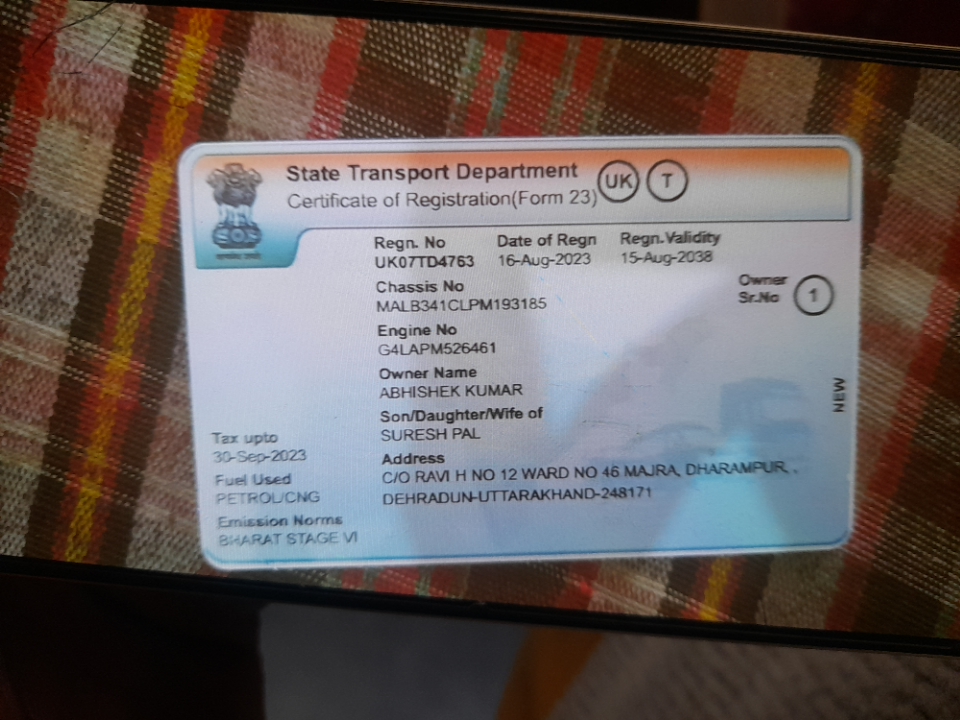 State Transport Department
Certificate of Registration(Form 23)
UK
T
Regn. No
Date of Regn
Regn.Validity
UK07TD4763
16-Aug-2023
15-Aug-2038
Chassis No
MALB341CLPM193185
Owner
Sr.No
1
Engine No
G4LAPM526461
Owner Name
ABHISHEK KUMAR
NEW
Son/Daughter/Wife of
SURESH PAL
Tax upto
30-Sep-2023
Address
C/O RAVI H NO 12 WARD NO 46 MAJRA, DHARAMPUR, ,
DEHRADUN-UTTARAKHAND-248171
Fuel Used
PETROL/CNG
Emission Norms
BHARAT STAGE VI